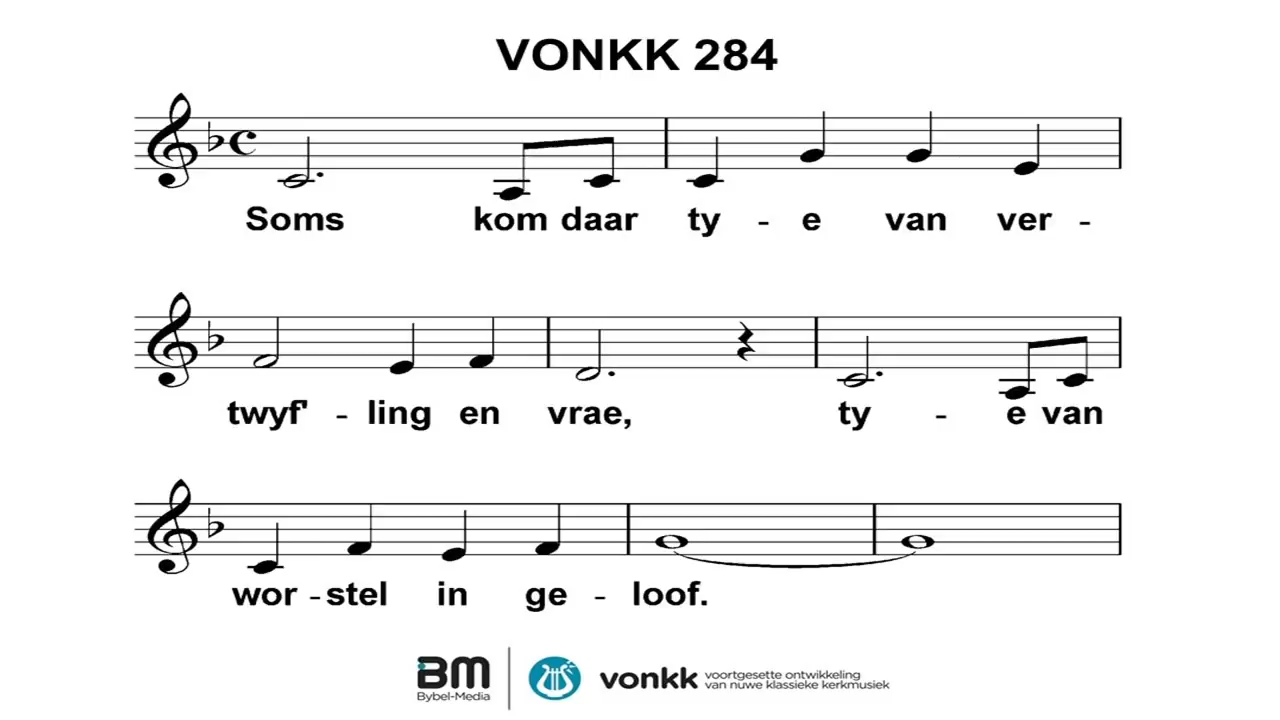 VONKK 284
Soms kom daar ty - e van ver -
twyf' - ling en vrae, ty - e van
wor - stel in ge - loof.
BM
Bybel-Media
vonkk
voortgesette ontwikkeling
van nuwe klassieke kerkmusiek